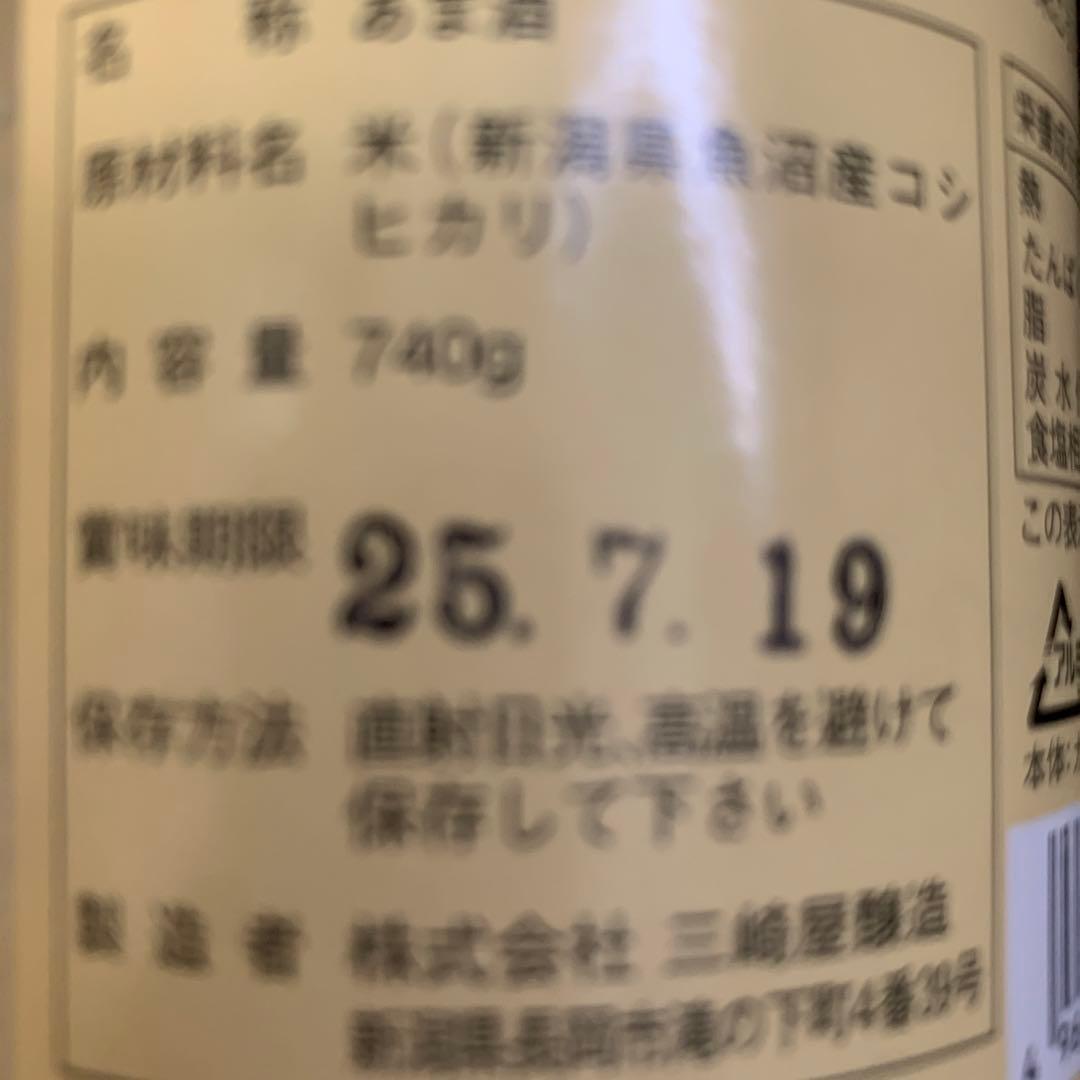 名称 あま酒
原材料名 米(新潟県魚沼産コシ
ヒカリ)
内容量 740g
賞味期限 25. 7. 19
保存方法 直射日光、高温を避けて
保存して下さい
製造者 株式会社 三崎屋醸造
新潟県長岡市滝の下町4番39号
熱
たんぱ
脂
炭水
食塩相
この表
アルミ
本体: